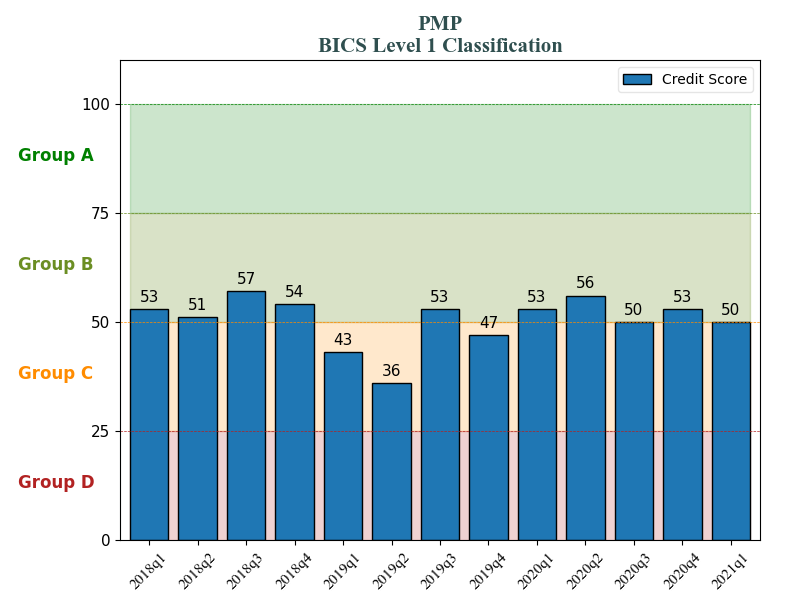 PMP
BICS Level 1 Classification
Credit Score
100
Group A
75
Group B
53
51
57
54
43
36
53
47
53
56
50
53
50
50
Group C
25
Group D
0
2018q1
2018q2
2018q3
2018q4
2019q1
2019q2
2019q3
2019q4
2020q1
2020q2
2020q3
2020q4
2021q1